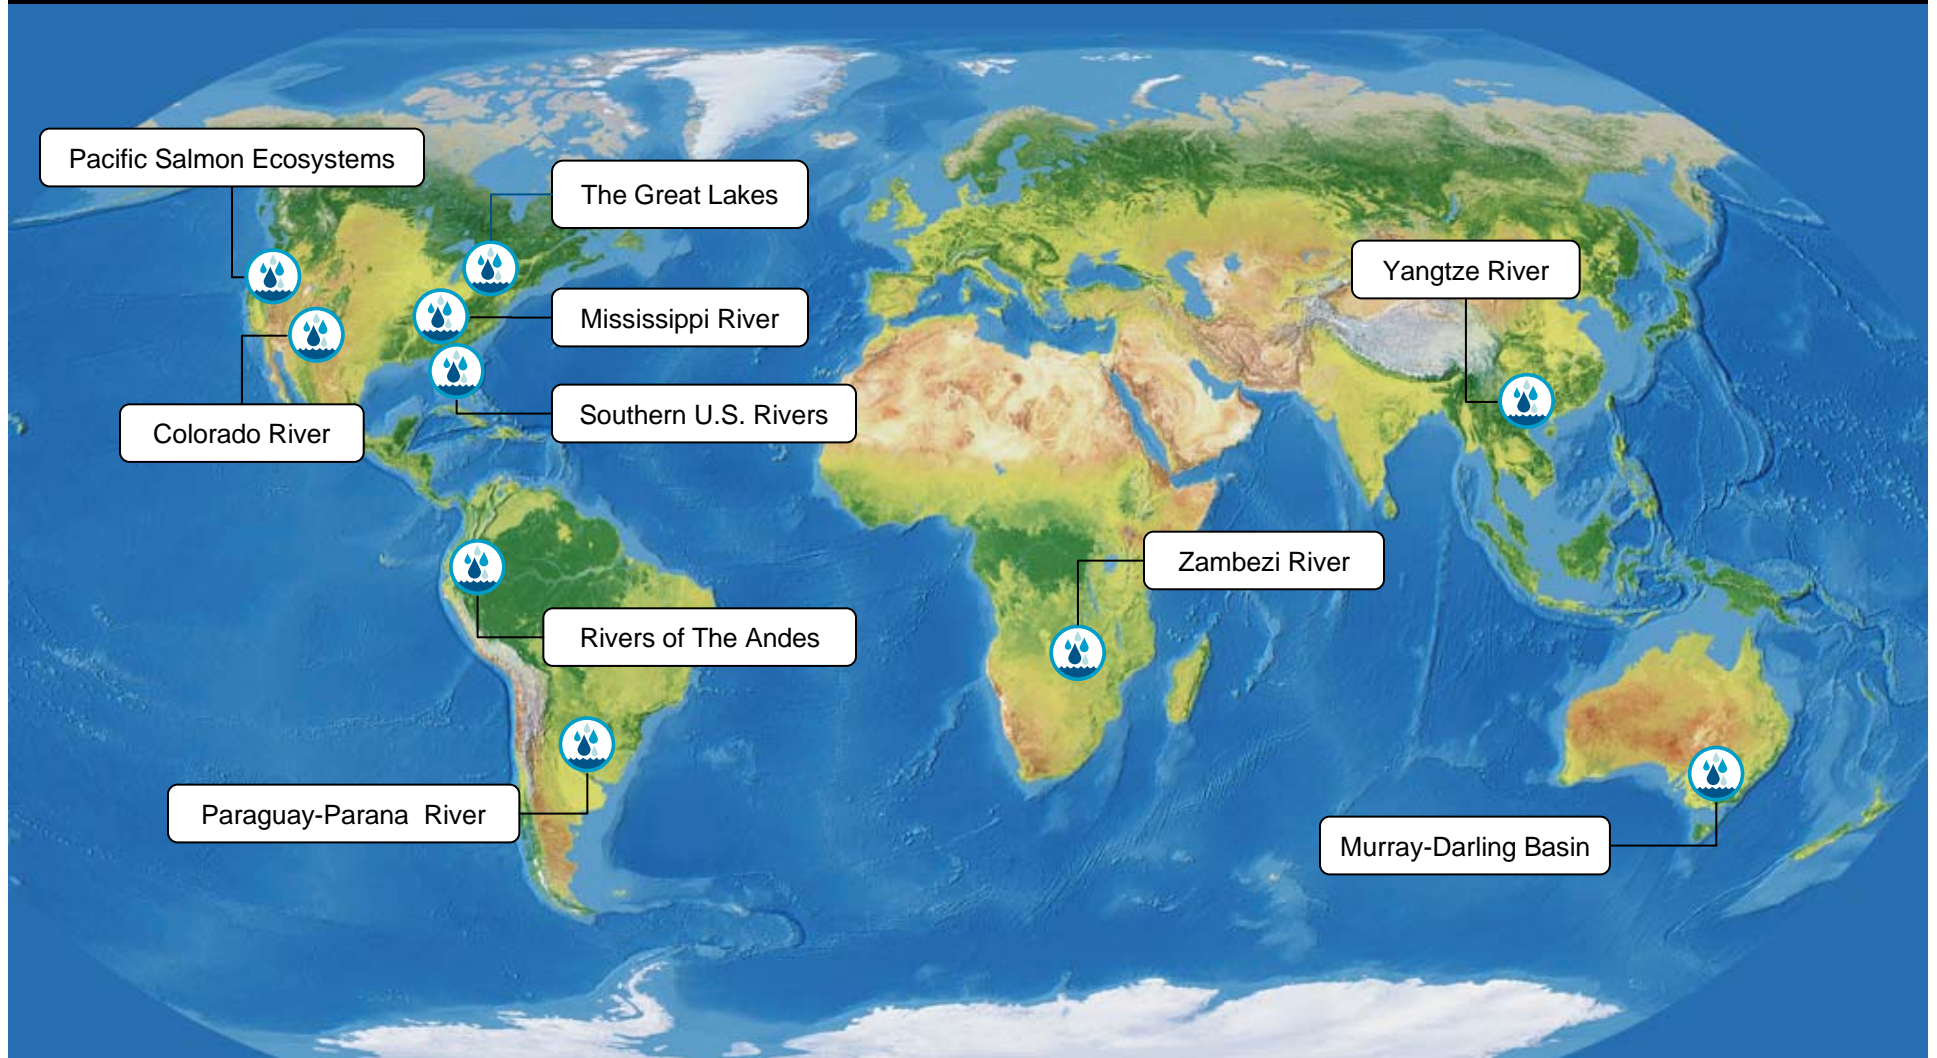 Pacific Salmon Ecosystems
The Great Lakes
Yangtze River
Mississippi River
Southern U.S. Rivers
Colorado River
Zambezi River
Rivers of The Andes
Paraguay-Parana  River
Murray-Darling Basin